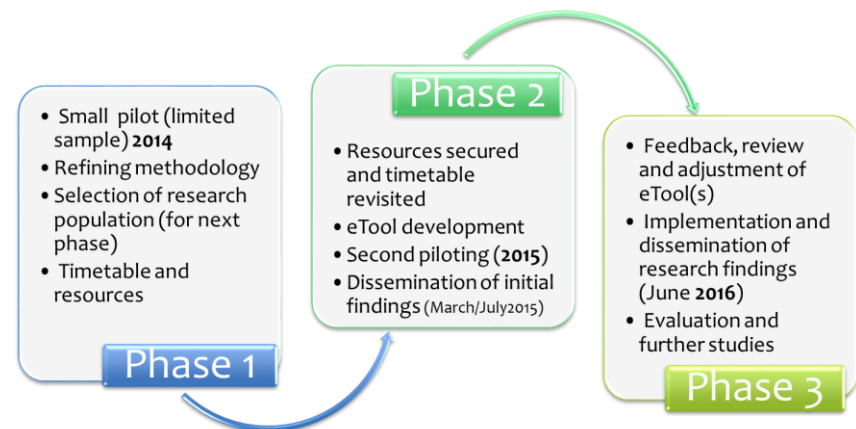 • Small pilot (limited
sample) 2014
• Refining methodology
• Selection of research
population (for next
phase)
• Timetable and
resources
Phase 1
Phase 2
• Resources secured
and timetable
revisited
• eTool development
• Second piloting (2015)
• Dissemination of initial
findings (March/July2015)
• Feedback, review
and adjustment of
eTool(s)
• Implementation and
dissemination of
research findings
(June 2016)
• Evaluation and
further studies
Phase 3